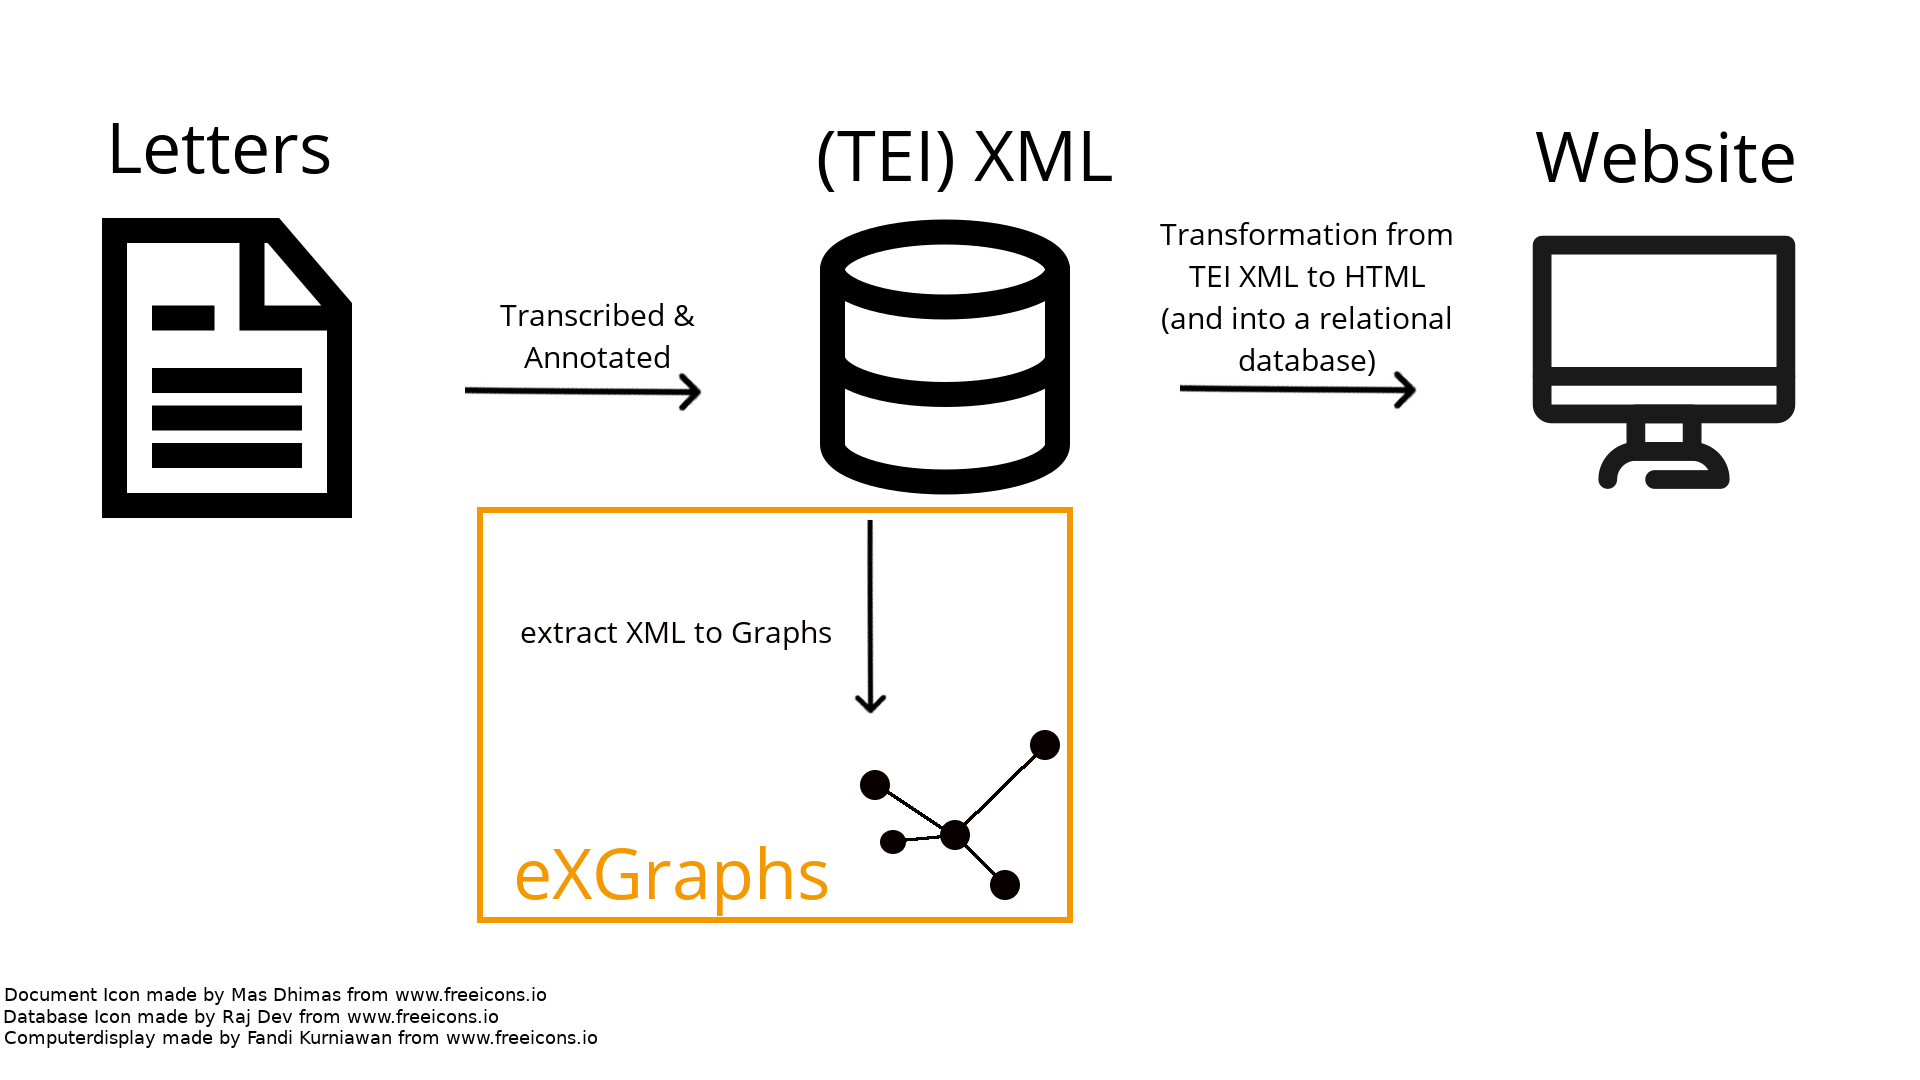 Letters
(TEI) XML
Website
Transcribed &
Annotated
Transformation from
TEI XML to HTML
(and into a relational
database)
extract XML to Graphs
eXGraphs
Document Icon made by Mas Dhimas from www.freeicons.io
Database Icon made by Raj Dev from www.freeicons.io
Computerdisplay made by Fandi Kurniawan from www.freeicons.io